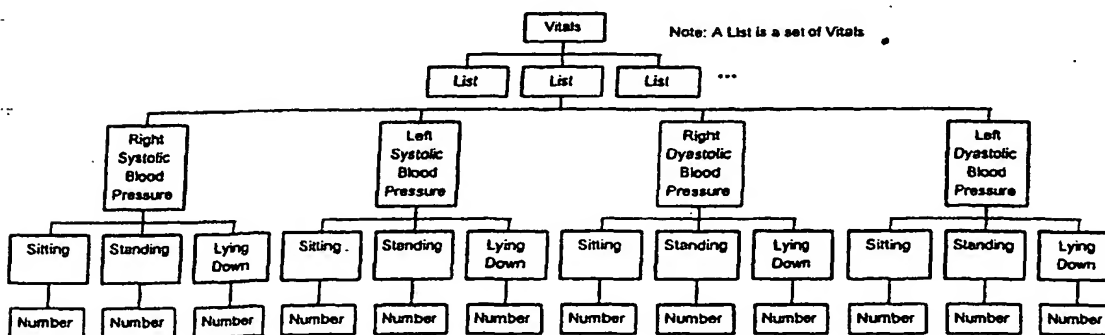 Vitals
Note: A List is a set of Vitals
List List List ...
Right Systolic Blood Pressure
Left Systolic Blood Pressure
Right Dyastolic Blood Pressure
Left Dyastolic Blood Pressure
Sitting Standing Lying Down
Sitting Standing Lying Down
Sitting Standing Lying Down
Sitting Standing Lying Down
Number Number Number Number Number Number Number Number Number Number Number Number